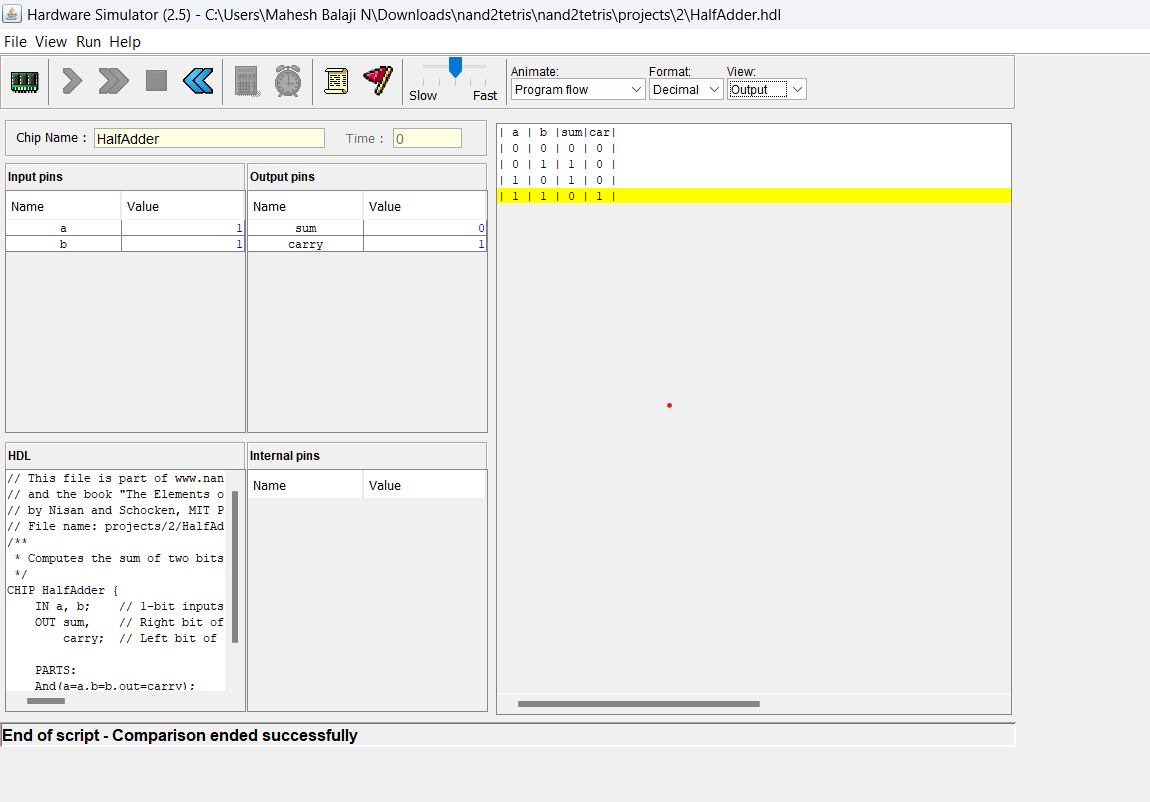 Hardware Simulator (2.5) - C:\Users\Mahesh Balaji N\Downloads\nand2tetris\nand2tetris\projects\2\HalfAdder.hdl
File View Run Help
Slow Fast
Animate: Format: View:
Program flow Decimal Output
Chip Name : HalfAdder Time : 0
Input pins
Name Value
a 1
b 1
Output pins
Name Value
sum 0
carry 1
| a | b |sum|car|
| 0 | 0 | 0 | 0 |
| 0 | 1 | 1 | 0 |
| 1 | 0 | 1 | 0 |
| 1 | 1 | 0 | 1 |
HDL
// This file is part of www.nan
// and the book "The Elements o
// by Nisan and Schocken, MIT P
// File name: projects/2/HalfAd
/**
* Computes the sum of two bits
*/
CHIP HalfAdder {
IN a, b; // 1-bit inputs
OUT sum, // Right bit of
carry; // Left bit of
PARTS:
And(a=a,b=b,out=carry);
Internal pins
Name Value
End of script - Comparison ended successfully